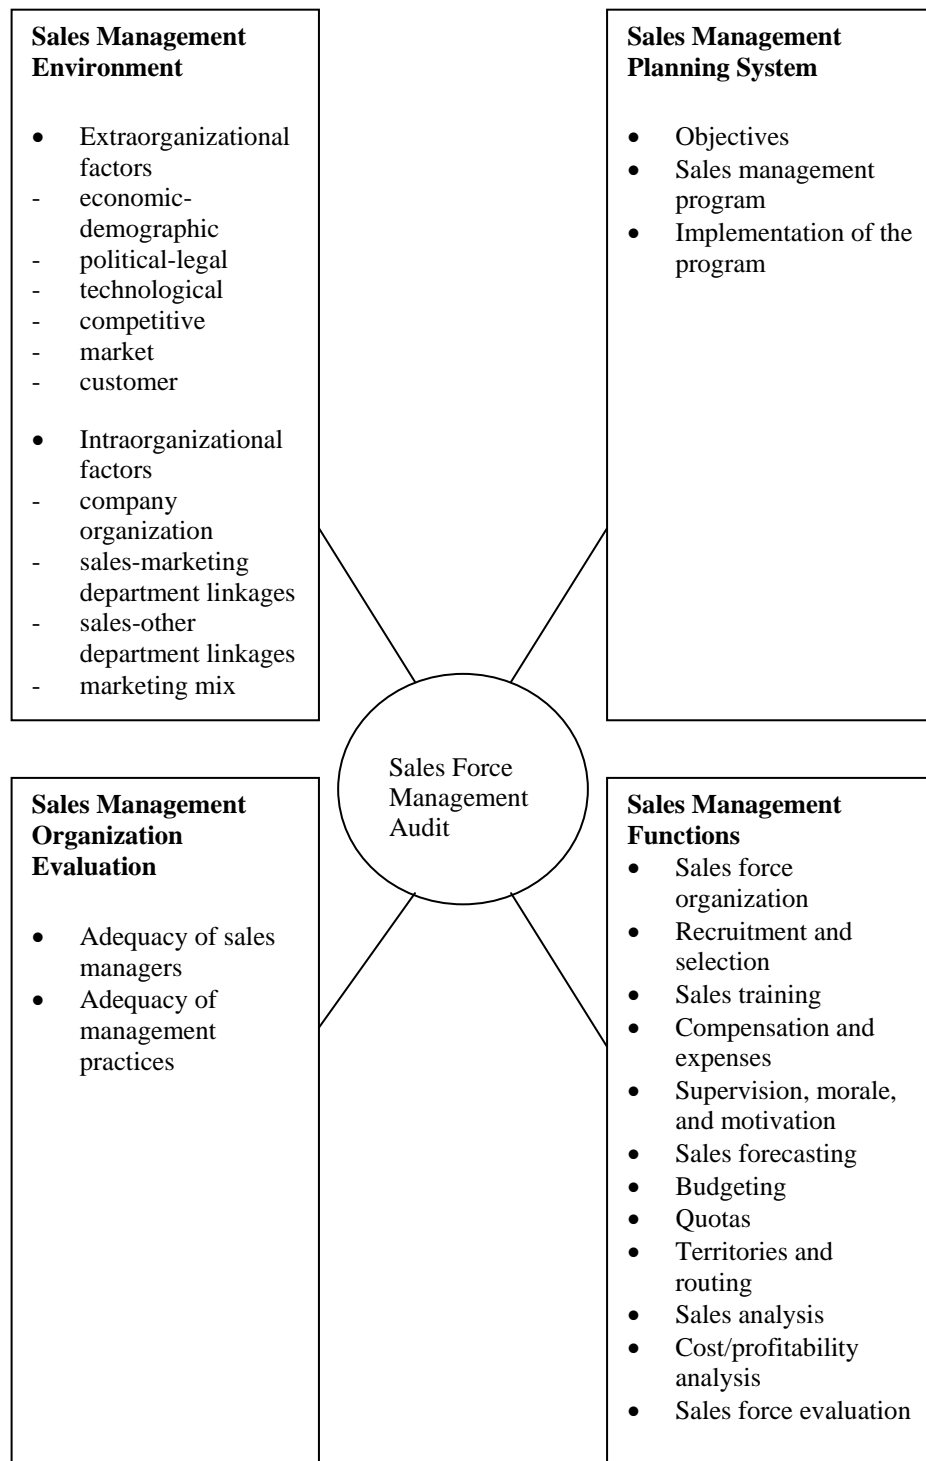 Sales Management
Environment
• Extraorganizational
factors
- economic-
demographic
- political-legal
- technological
- competitive
- market
- customer
• Intraorganizational
factors
- company
organization
- sales-marketing
department linkages
- sales-other
department linkages
- marketing mix
Sales Management
Planning System
• Objectives
• Sales management
program
• Implementation of the
program
Sales Force
Management
Audit
Sales Management
Organization
Evaluation
• Adequacy of sales
managers
• Adequacy of
management
practices
Sales Management
Functions
• Sales force
organization
• Recruitment and
selection
• Sales training
• Compensation and
expenses
• Supervision, morale,
and motivation
• Sales forecasting
• Budgeting
• Quotas
• Territories and
routing
• Sales analysis
• Cost/profitability
analysis
• Sales force evaluation